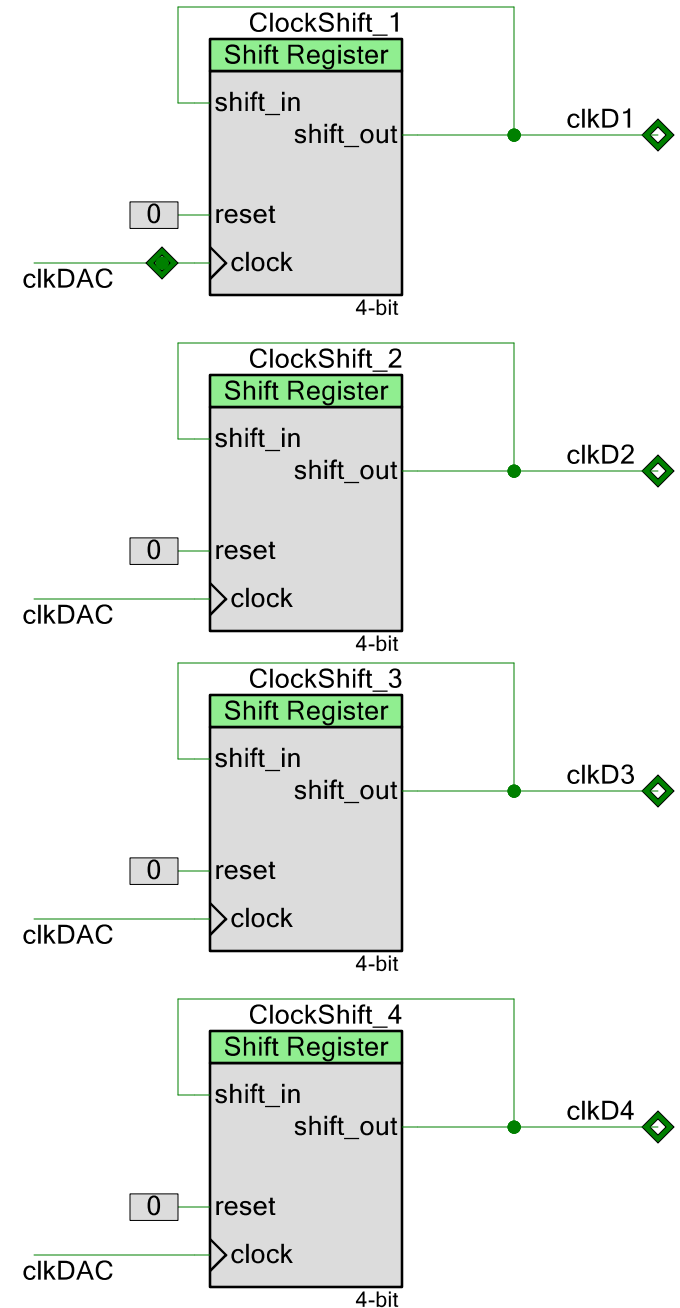 ClockShift_1
Shift Register
shift_in
shift_out
clkD1
0
reset
clock
clkDAC
4-bit
ClockShift_2
Shift Register
shift_in
shift_out
clkD2
0
reset
clock
clkDAC
4-bit
ClockShift_3
Shift Register
shift_in
shift_out
clkD3
0
reset
clock
clkDAC
4-bit
ClockShift_4
Shift Register
shift_in
shift_out
clkD4
0
reset
clock
clkDAC
4-bit